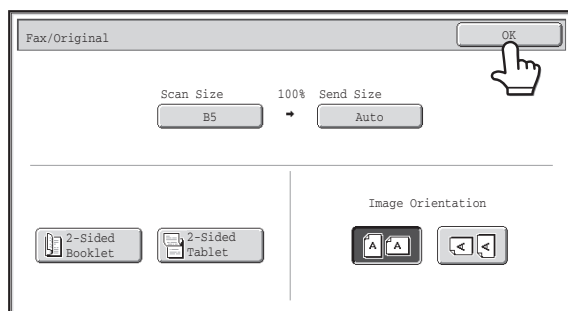 Fax/Original
OK
Scan Size 100% Send Size
B5 → Auto
Image Orientation
2-Sided
Booklet
2-Sided
Tablet
A A
A A